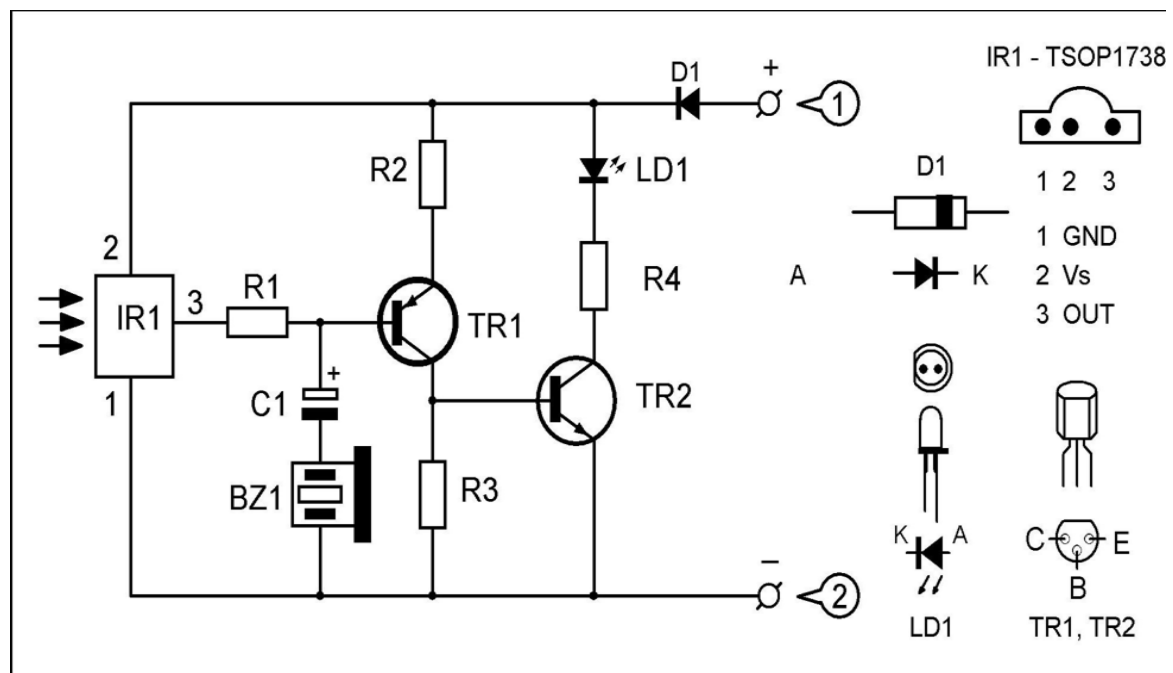 D1
+
1
R2
LD1
2
R1
3
IR1
TR1
R4
1
+
C1
TR2
BZ1
R3
–
2
IR1 - TSOP1738
1 2 3
1 GND
2 Vs
3 OUT
D1
A
K
K
A
LD1
C
E
B
TR1, TR2